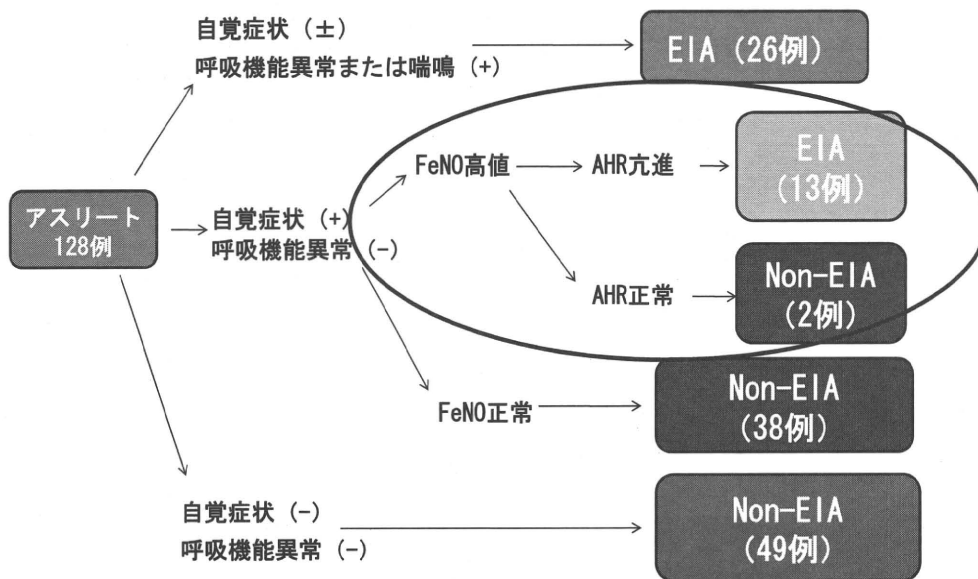 自覚症状 (±)
呼吸機能異常または喘鳴 (+)
EIA (26例)
アスリート
128例
自覚症状 (+)
呼吸機能異常 (-)
FeNO高値
AHR亢進
EIA
(13例)
AHR正常
Non-EIA
(2例)
FeNO正常
Non-EIA
(38例)
自覚症状 (-)
呼吸機能異常 (-)
Non-EIA
(49例)